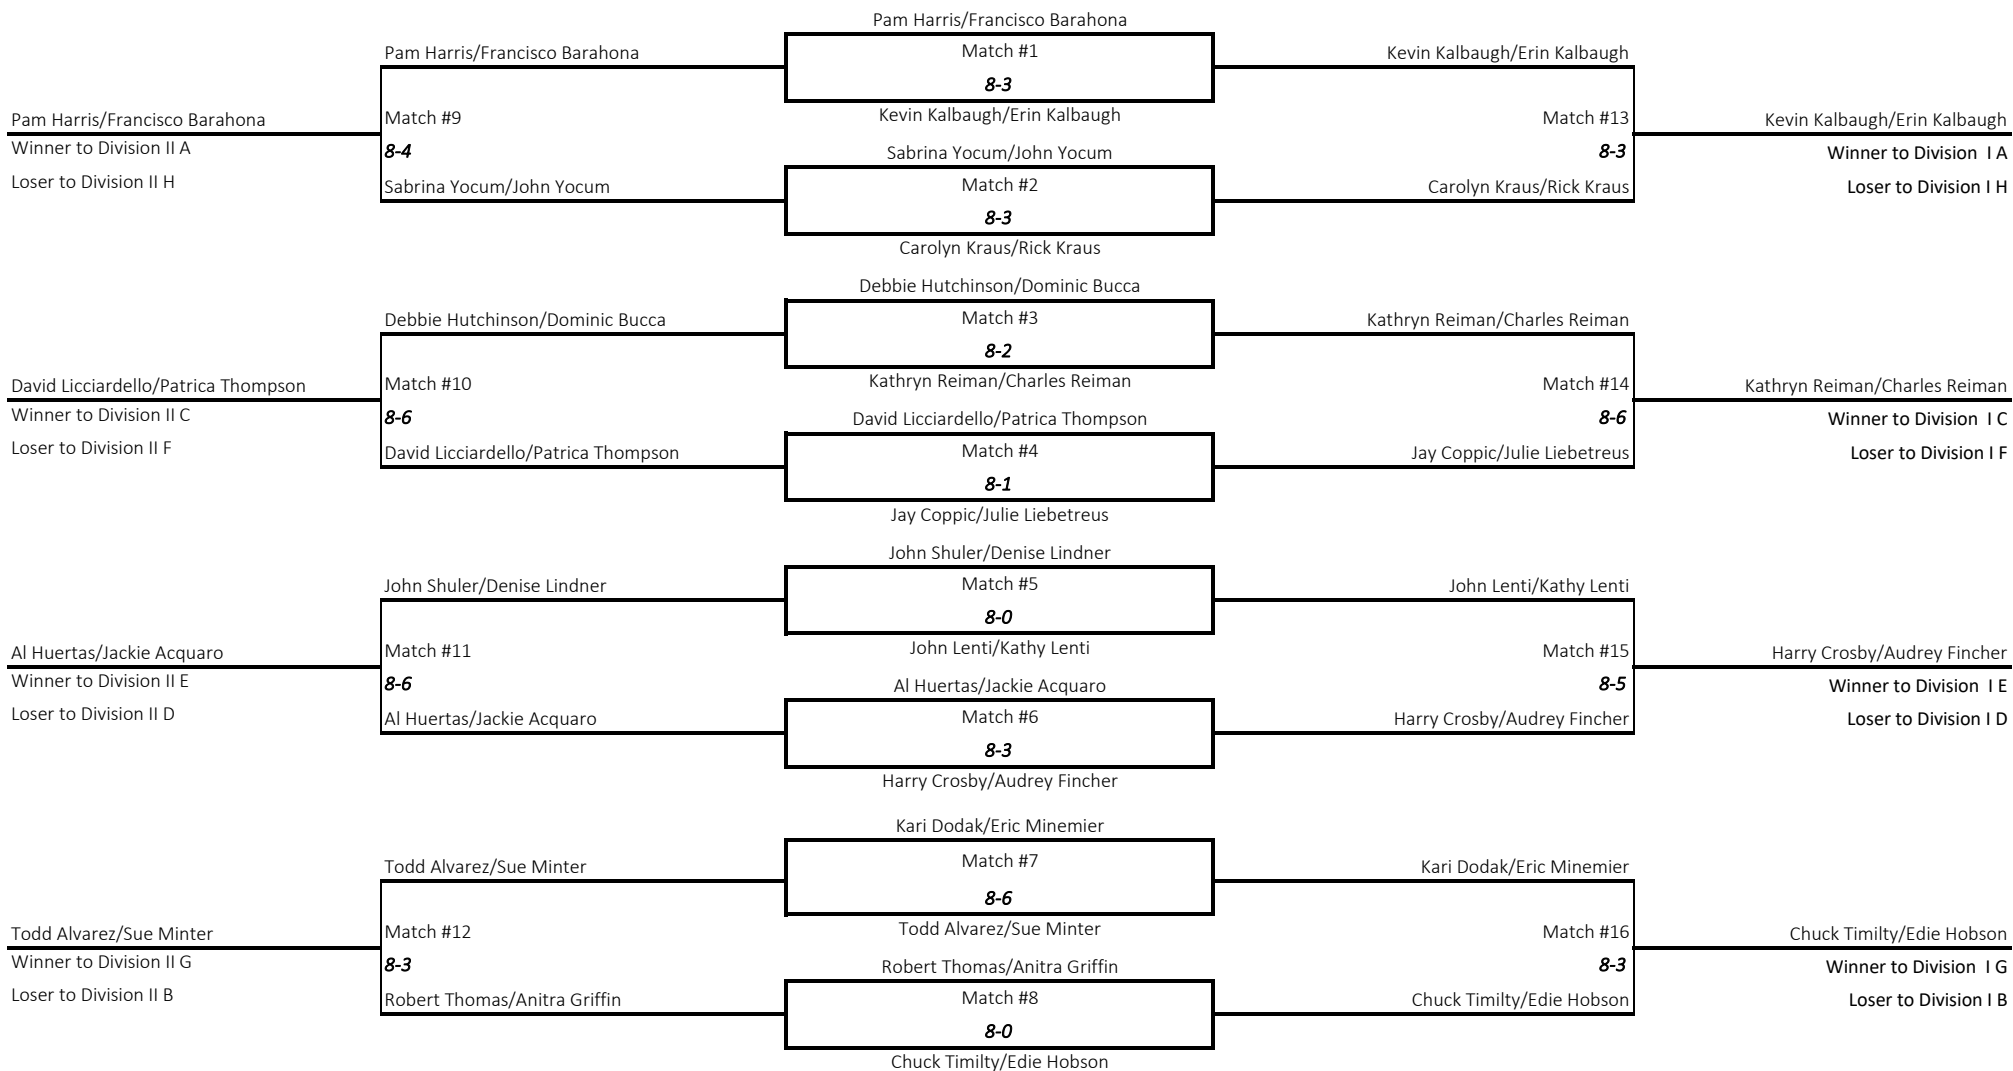 Pam Harris/Francisco Barahona
Pam Harris/Francisco Barahona
Match #1
Kevin Kalbaugh/Erin Kalbaugh
8-3
Pam Harris/Francisco Barahona
Match #9
Kevin Kalbaugh/Erin Kalbaugh
Match #13
Kevin Kalbaugh/Erin Kalbaugh
Winner to Division II A
8-4
Sabrina Yocum/John Yocum
8-3
Winner to Division I A
Loser to Division II H
Sabrina Yocum/John Yocum
Match #2
Carolyn Kraus/Rick Kraus
Loser to Division I H
8-3
Carolyn Kraus/Rick Kraus
Debbie Hutchinson/Dominic Bucca
Debbie Hutchinson/Dominic Bucca
Match #3
Kathryn Reiman/Charles Reiman
8-2
David Licciardello/Patrica Thompson
Match #10
Kathryn Reiman/Charles Reiman
Match #14
Kathryn Reiman/Charles Reiman
Winner to Division II C
8-6
David Licciardello/Patrica Thompson
8-6
Winner to Division I C
Loser to Division II F
David Licciardello/Patrica Thompson
Match #4
Jay Coppic/Julie Liebetreus
Loser to Division I F
8-1
Jay Coppic/Julie Liebetreus
John Shuler/Denise Lindner
John Shuler/Denise Lindner
Match #5
John Lenti/Kathy Lenti
8-0
Al Huertas/Jackie Acquaro
Match #11
John Lenti/Kathy Lenti
Match #15
Harry Crosby/Audrey Fincher
Winner to Division II E
8-6
Al Huertas/Jackie Acquaro
8-5
Winner to Division I E
Loser to Division II D
Al Huertas/Jackie Acquaro
Match #6
Harry Crosby/Audrey Fincher
Loser to Division I D
8-3
Harry Crosby/Audrey Fincher
Kari Dodak/Eric Minemier
Todd Alvarez/Sue Minter
Match #7
Kari Dodak/Eric Minemier
8-6
Todd Alvarez/Sue Minter
Match #12
Todd Alvarez/Sue Minter
Match #16
Chuck Timilty/Edie Hobson
Winner to Division II G
8-3
Robert Thomas/Anitra Griffin
8-3
Winner to Division I G
Loser to Division II B
Robert Thomas/Anitra Griffin
Match #8
Chuck Timilty/Edie Hobson
Loser to Division I B
8-0
Chuck Timilty/Edie Hobson